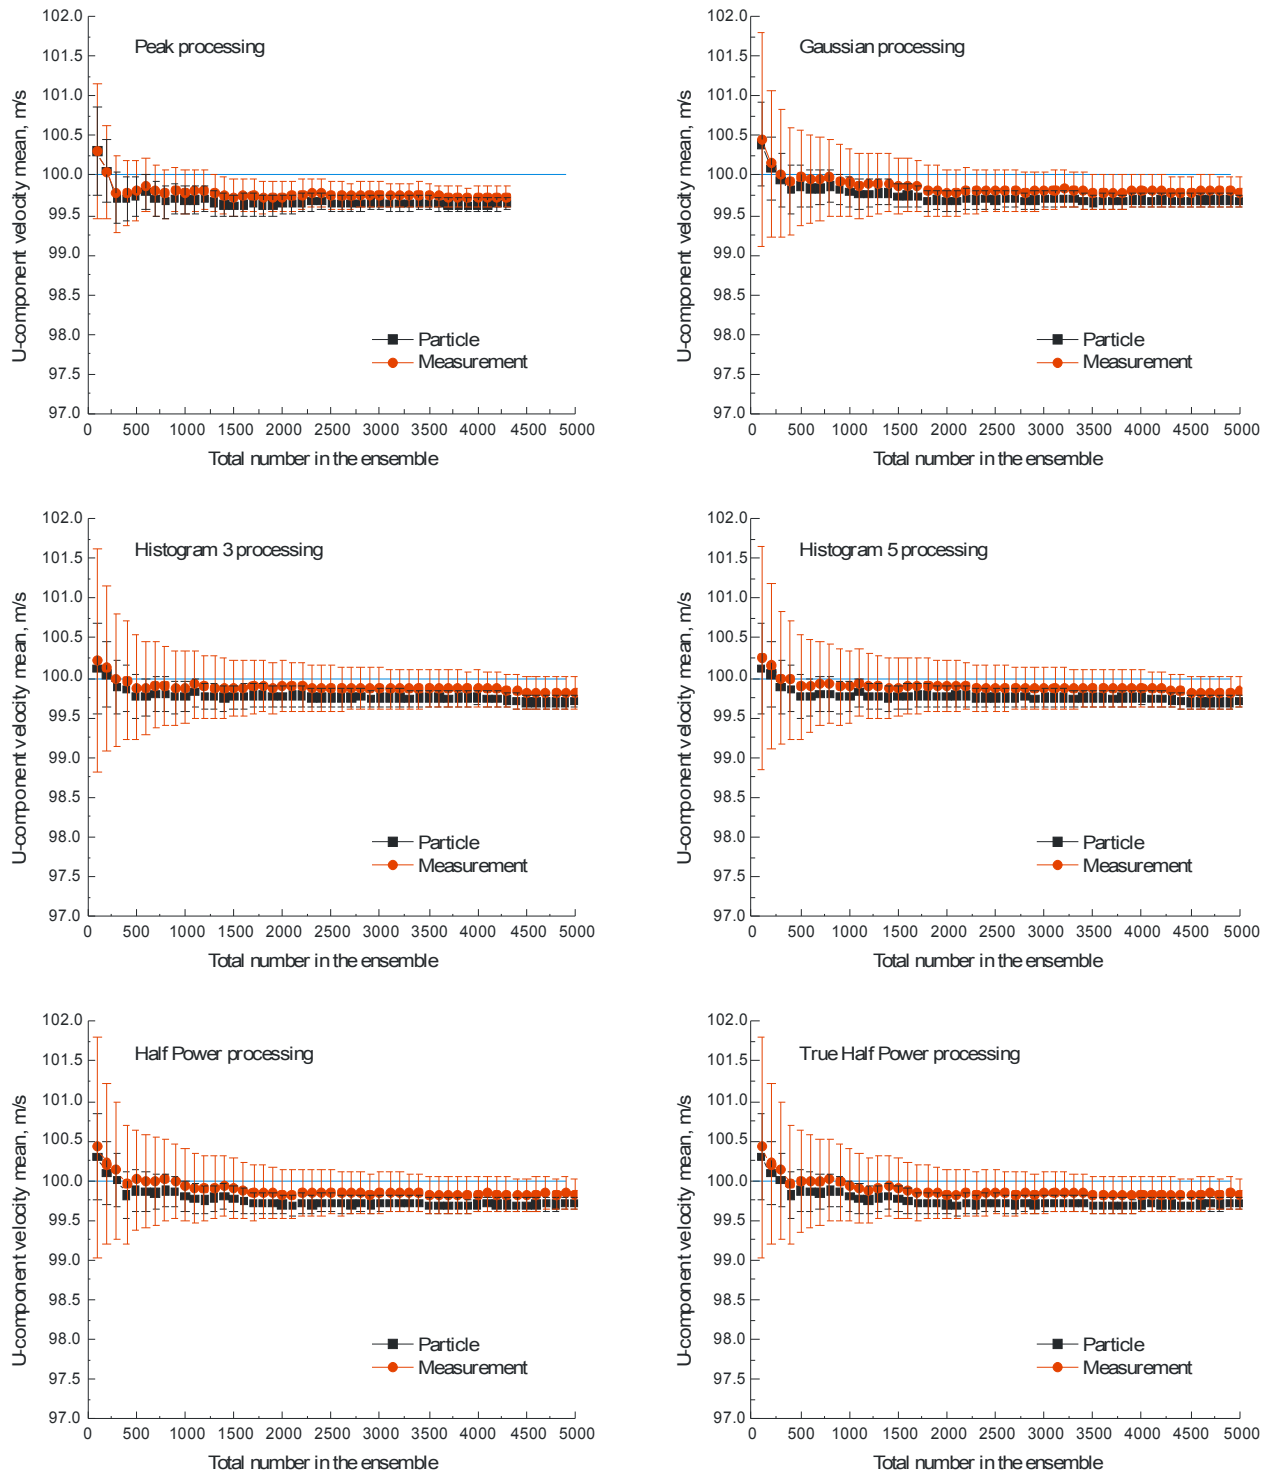 Peak processing
U-component velocity mean, m/s
102.0
101.5
101.0
100.5
100.0
99.5
99.0
98.5
98.0
97.5
97.0
Particle
Measurement
0 500 1000 1500 2000 2500 3000 3500 4000 4500 5000
Total number in the ensemble
Gaussian processing
U-component velocity mean, m/s
102.0
101.5
101.0
100.5
100.0
99.5
99.0
98.5
98.0
97.5
97.0
Particle
Measurement
0 500 1000 1500 2000 2500 3000 3500 4000 4500 5000
Total number in the ensemble
Histogram 3 processing
U-component velocity mean, m/s
102.0
101.5
101.0
100.5
100.0
99.5
99.0
98.5
98.0
97.5
97.0
Particle
Measurement
0 500 1000 1500 2000 2500 3000 3500 4000 4500 5000
Total number in the ensemble
Histogram 5 processing
U-component velocity mean, m/s
102.0
101.5
101.0
100.5
100.0
99.5
99.0
98.5
98.0
97.5
97.0
Particle
Measurement
0 500 1000 1500 2000 2500 3000 3500 4000 4500 5000
Total number in the ensemble
Half Power processing
U-component velocity mean, m/s
102.0
101.5
101.0
100.5
100.0
99.5
99.0
98.5
98.0
97.5
97.0
Particle
Measurement
0 500 1000 1500 2000 2500 3000 3500 4000 4500 5000
Total number in the ensemble
True Half Power processing
U-component velocity mean, m/s
102.0
101.5
101.0
100.5
100.0
99.5
99.0
98.5
98.0
97.5
97.0
Particle
Measurement
0 500 1000 1500 2000 2500 3000 3500 4000 4500 5000
Total number in the ensemble